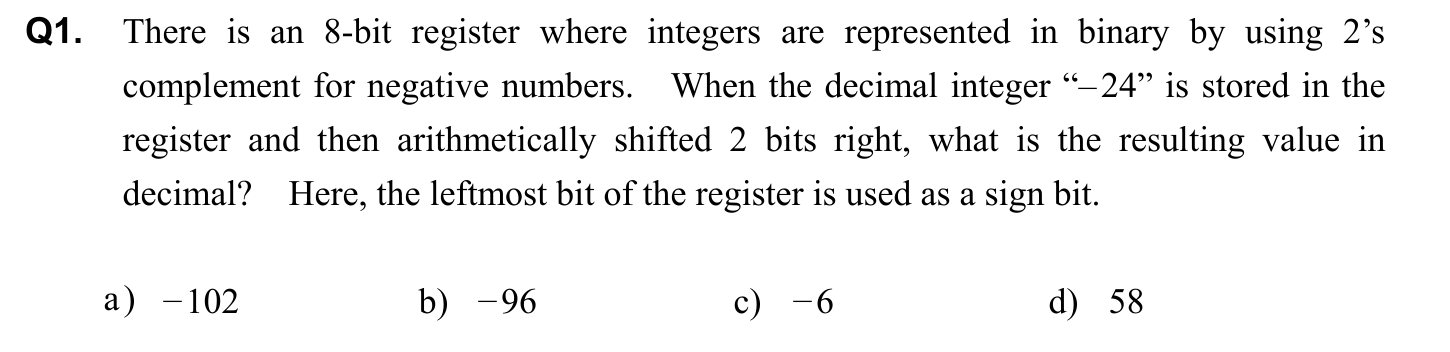 Q1. There is an 8-bit register where integers are represented in binary by using 2’s
complement for negative numbers. When the decimal integer “−24” is stored in the
register and then arithmetically shifted 2 bits right, what is the resulting value in
decimal? Here, the leftmost bit of the register is used as a sign bit.
a) −102 b) −96 c) −6 d) 58